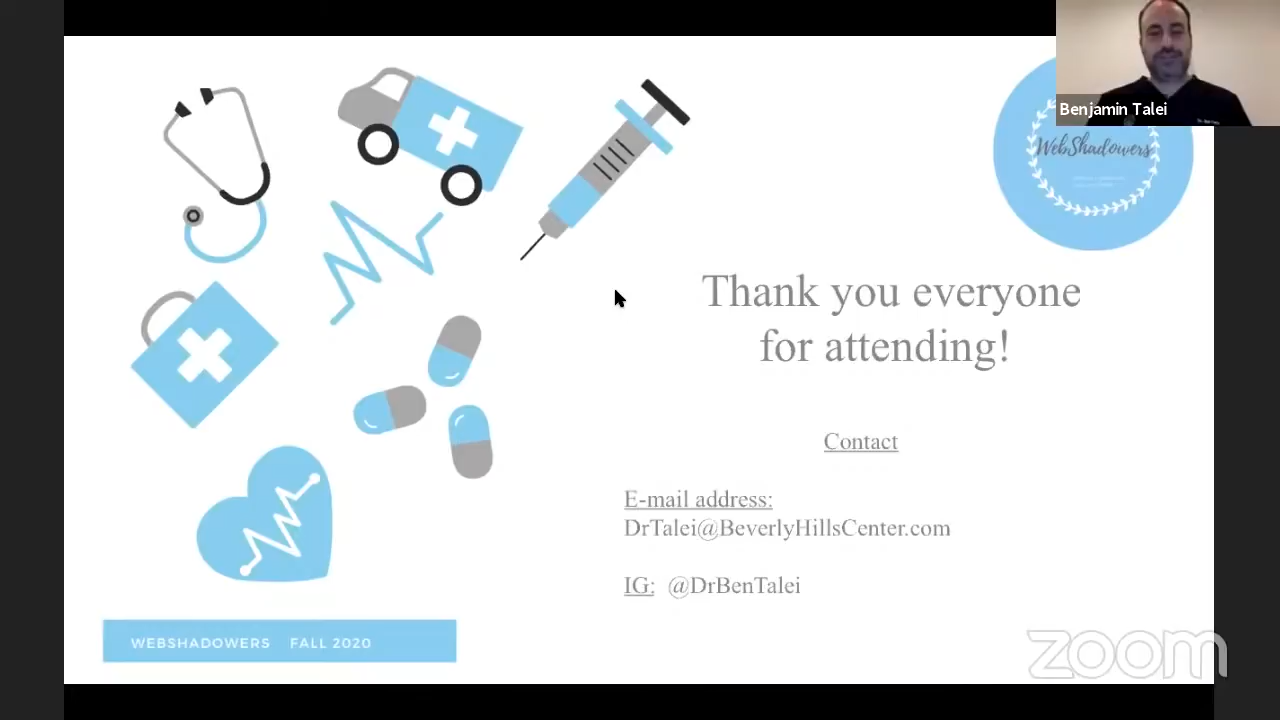 Benjamin Talei
WebShadowers
Thank you everyone
for attending!
Contact
E-mail address:
DrTalei@BeverlyHillsCenter.com
IG: @DrBenTalei
WEBSHADOWERS FALL 2020
zoom